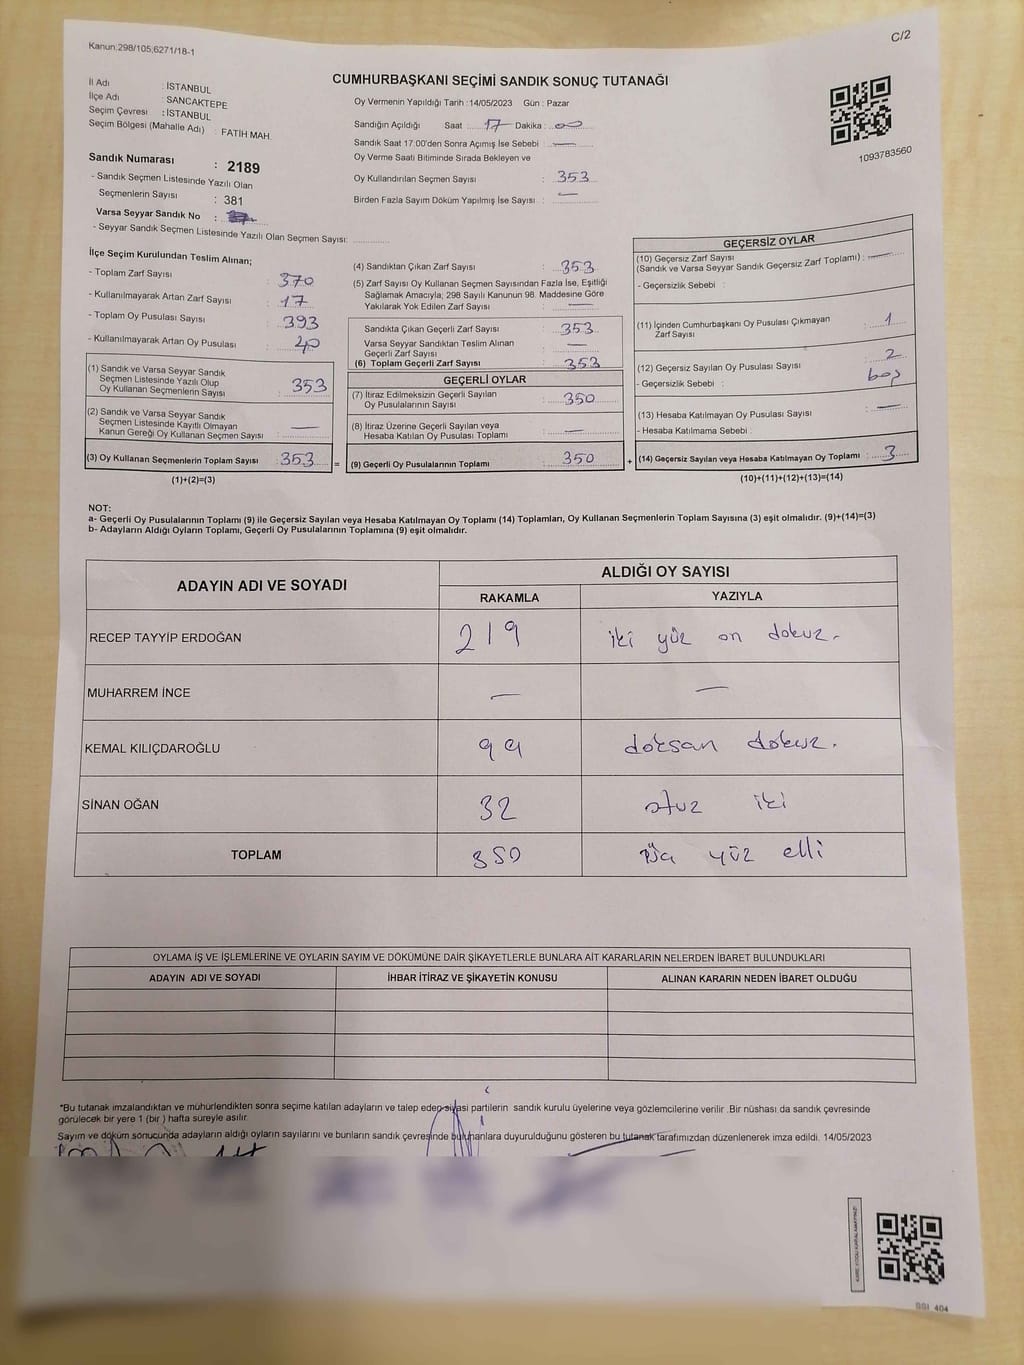 Kanun:298/105;6271/18-1
C/2
CUMHURBAŞKANI SEÇİMİ SANDIK SONUÇ TUTANAĞI
İl Adı : İSTANBUL
İlçe Adı : SANCAKTEPE
Seçim Çevresi : İSTANBUL
Seçim Bölgesi (Mahalle Adı) : FATİH MAH.
Sandık Numarası : 2189
- Sandık Seçmen Listesinde Yazılı Olan
Seçmenlerin Sayısı : 381
Varsa Seyyar Sandık No :
- Seyyar Sandık Seçmen Listesinde Yazılı Olan Seçmen Sayısı:
Oy Vermenin Yapıldığı Tarih :14/05/2023 Gün : Pazar
Sandığın Açıldığı Saat : 17 Dakika : 00
Sandık Saat 17:00'den Sonra Açımış İse Sebebi : —
Oy Verme Saati Bitiminde Sırada Bekleyen ve
Oy Kullandırılan Seçmen Sayısı : 353
Birden Fazla Sayım Döküm Yapılmış İse Sayısı : —
1093783560
İlçe Seçim Kurulundan Teslim Alınan;
- Toplam Zarf Sayısı : 370
- Kullanılmayarak Artan Zarf Sayısı : 17
- Toplam Oy Pusulası Sayısı : 393
- Kullanılmayarak Artan Oy Pusulası : 40
(1) Sandık ve Varsa Seyyar Sandık
Seçmen Listesinde Yazılı Olup
Oy Kullanan Seçmenlerin Sayısı : 353
(2) Sandık ve Varsa Seyyar Sandık
Seçmen Listesinde Kayıtlı Olmayan
Kanun Gereği Oy Kullanan Seçmen Sayısı : —
(3) Oy Kullanan Seçmenlerin Toplam Sayısı : 353 =
(1)+(2)=(3)
(4) Sandıktan Çıkan Zarf Sayısı : 353
(5) Zarf Sayısı Oy Kullanan Seçmen Sayısından Fazla İse, Eşitliği
Sağlamak Amacıyla; 298 Sayılı Kanunun 98. Maddesine Göre
Yakılarak Yok Edilen Zarf Sayısı : —
Sandıkta Çıkan Geçerli Zarf Sayısı : 353
Varsa Seyyar Sandıktan Teslim Alınan
Geçerli Zarf Sayısı : —
(6) Toplam Geçerli Zarf Sayısı : 353
GEÇERLİ OYLAR
(7) İtiraz Edilmeksizin Geçerli Sayılan
Oy Pusulalarının Sayısı : 350
(8) İtiraz Üzerine Geçerli Sayılan veya
Hesaba Katılan Oy Pusulası Toplamı : —
(9) Geçerli Oy Pusulalarının Toplamı : 350 +
GEÇERSİZ OYLAR
(10) Geçersiz Zarf Sayısı
(Sandık ve Varsa Seyyar Sandık Geçersiz Zarf Toplamı) : —
- Geçersizlik Sebebi :
(11) İçinden Cumhurbaşkanı Oy Pusulası Çıkmayan
Zarf Sayısı : 1
(12) Geçersiz Sayılan Oy Pusulası Sayısı : 2
- Geçersizlik Sebebi : boş
(13) Hesaba Katılmayan Oy Pusulası Sayısı : —
- Hesaba Katılmama Sebebi :
(14) Geçersiz Sayılan veya Hesaba Katılmayan Oy Toplamı : 3
(10)+(11)+(12)+(13)=(14)
NOT:
a- Geçerli Oy Pusulalarının Toplamı (9) ile Geçersiz Sayılan veya Hesaba Katılmayan Oy Toplamı (14) Toplamları, Oy Kullanan Seçmenlerin Toplam Sayısına (3) eşit olmalıdır. (9)+(14)=(3)
b- Adayların Aldığı Oyların Toplamı, Geçerli Oy Pusulalarının Toplamına (9) eşit olmalıdır.
ADAYIN ADI VE SOYADI ALDIĞI OY SAYISI
RAKAMLA YAZIYLA
RECEP TAYYİP ERDOĞAN 219 iki yüz on dokuz.
MUHARREM İNCE — —
KEMAL KILIÇDAROĞLU 99 doksan dokuz.
SİNAN OĞAN 32 otuz iki
TOPLAM 350 üç yüz elli
OYLAMA İŞ VE İŞLEMLERİNE VE OYLARIN SAYIM VE DÖKÜMÜNE DAİR ŞİKAYETLERLE BUNLARA AİT KARARLARIN NELERDEN İBARET BULUNDUKLARI
ADAYIN ADI VE SOYADI İHBAR İTİRAZ VE ŞİKAYETİN KONUSU ALINAN KARARIN NEDEN İBARET OLDUĞU
*Bu tutanak imzalandıktan ve mühürlendikten sonra seçime katılan adayların ve talep eden siyasi partilerin sandık kurulu üyelerine veya gözlemcilerine verilir .Bir nüshası da sandık çevresinde
görülecek bir yere 1 (bir ) hafta süreyle asılır.
Sayım ve döküm sonucunda adayların aldığı oyların sayılarını ve bunların sandık çevresinde bulunanlara duyurulduğunu gösteren bu tutanak tarafımızdan düzenlenerek imza edildi. 14/05/2023